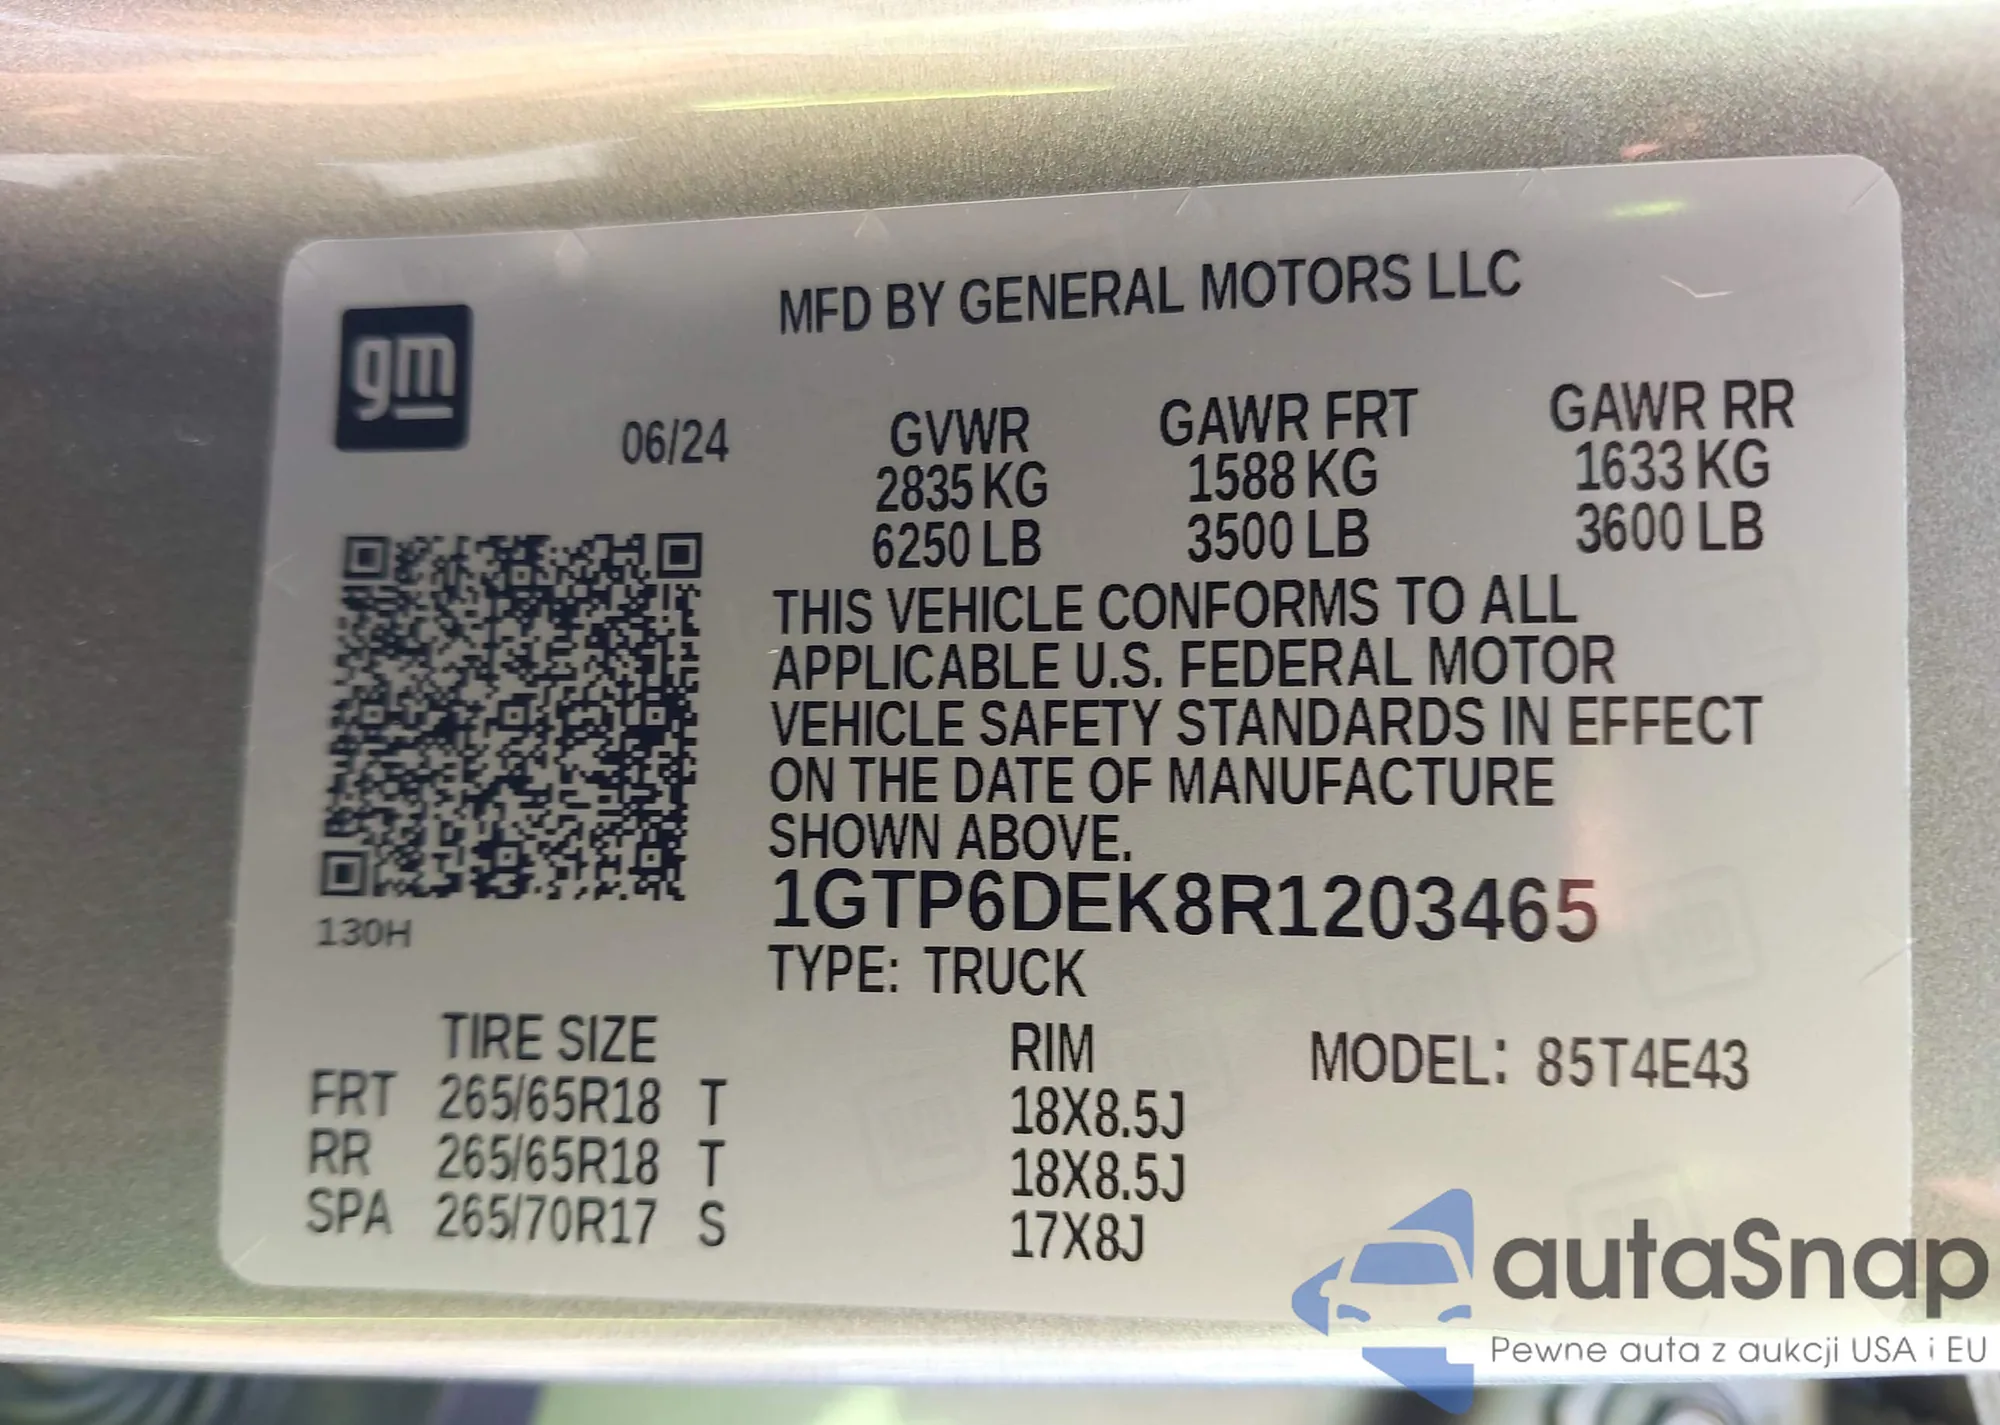 MFD BY GENERAL MOTORS LLC
gm
06/24
GVWR GAWR FRT GAWR RR
2835 KG 1588 KG 1633 KG
6250 LB 3500 LB 3600 LB
THIS VEHICLE CONFORMS TO ALL
APPLICABLE U.S. FEDERAL MOTOR
VEHICLE SAFETY STANDARDS IN EFFECT
ON THE DATE OF MANUFACTURE
SHOWN ABOVE.
1GTP6DEK8R1203465
130H
TYPE: TRUCK
TIRE SIZE RIM MODEL: 85T4E43
FRT 265/65R18 T 18X8.5J
RR 265/65R18 T 18X8.5J
SPA 265/70R17 S 17X8J
autaSnap
Pewne auta z aukcji USA i EU